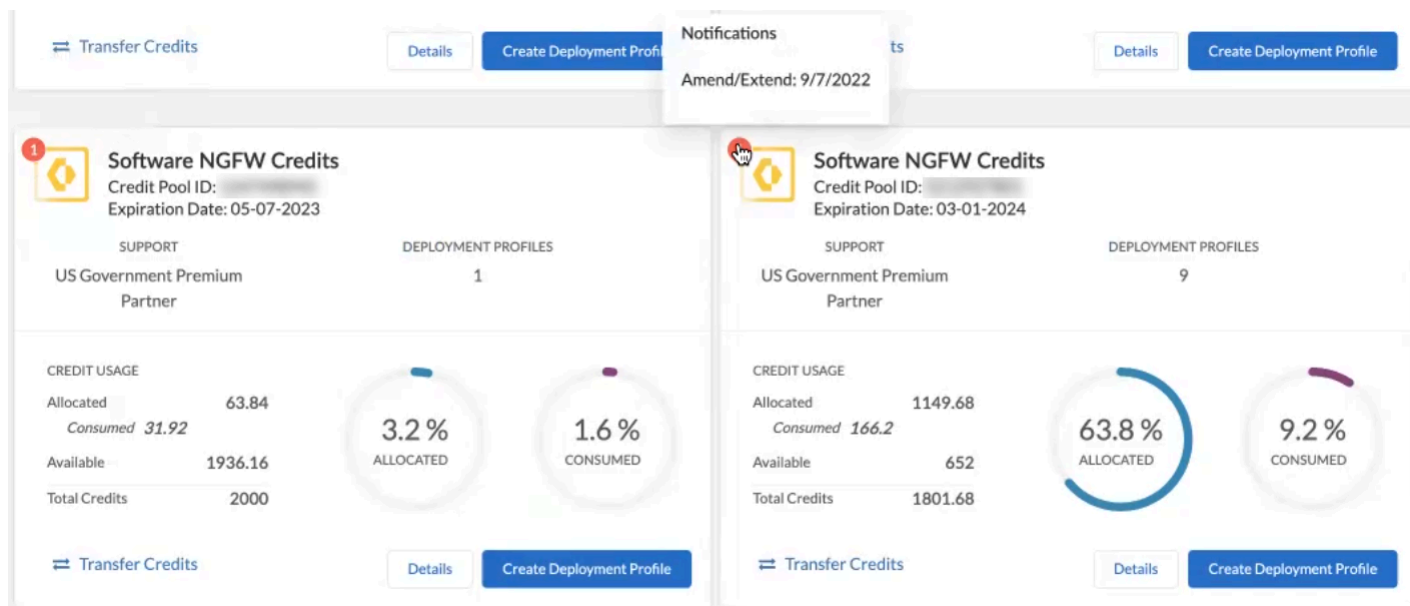 Transfer Credits
Details
Create Deployment Profil
Notifications
Amend/Extend: 9/7/2022
ts
Details
Create Deployment Profile
1
Software NGFW Credits
Credit Pool ID:
Expiration Date: 05-07-2023
SUPPORT
DEPLOYMENT PROFILES
US Government Premium
Partner
1
CREDIT USAGE
Allocated 63.84
Consumed 31.92
Available 1936.16
Total Credits 2000
3.2 %
ALLOCATED
1.6 %
CONSUMED
Transfer Credits
Details
Create Deployment Profile
Software NGFW Credits
Credit Pool ID:
Expiration Date: 03-01-2024
SUPPORT
DEPLOYMENT PROFILES
US Government Premium
Partner
9
CREDIT USAGE
Allocated 1149.68
Consumed 166.2
Available 652
Total Credits 1801.68
63.8 %
ALLOCATED
9.2 %
CONSUMED
Transfer Credits
Details
Create Deployment Profile